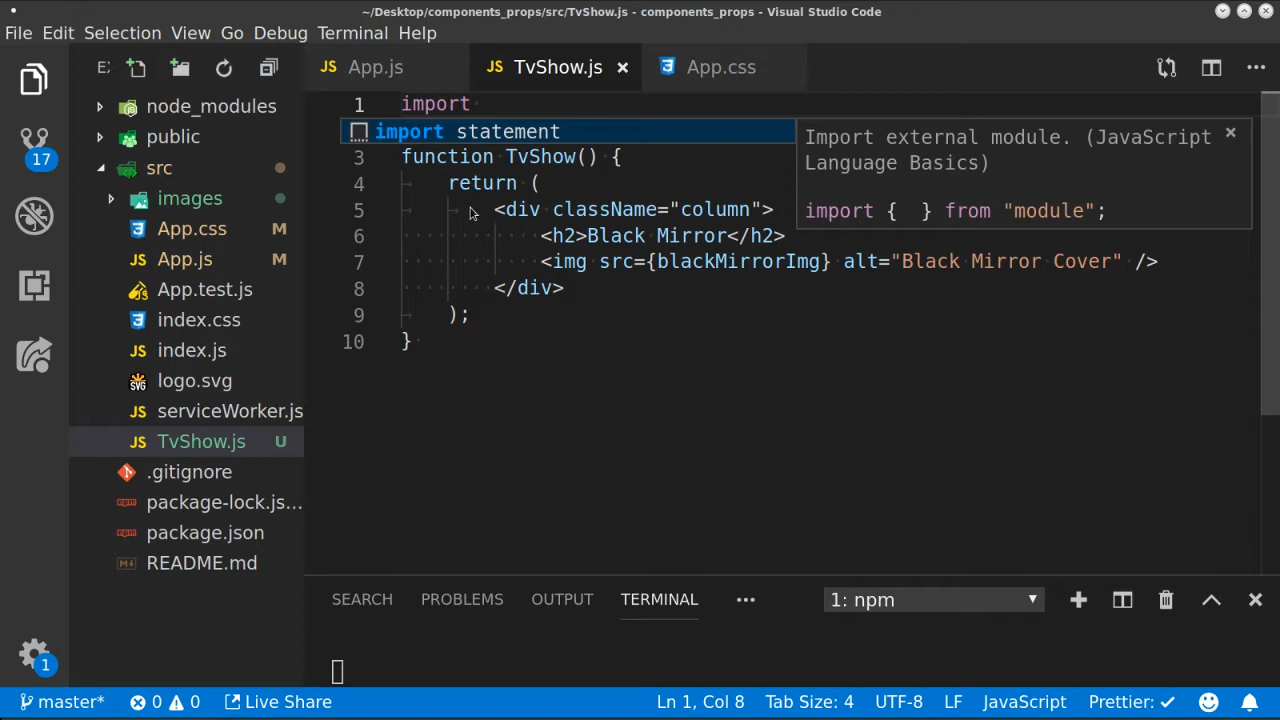 ~/Desktop/components_props/src/TvShow.js - components_props - Visual Studio Code
File Edit Selection View Go Debug Terminal Help
E: App.js TvShow.js App.css
node_modules
public
src
images
App.css M
App.js M
App.test.js
index.css
index.js
logo.svg
serviceWorker.js
TvShow.js U
.gitignore
package-lock.js...
package.json
README.md
17
1
1 import
import statement
3 function TvShow() {
4 return (
5 <div className="column">
6 <h2>Black Mirror</h2>
7 <img src={blackMirrorImg} alt="Black Mirror Cover" />
8 </div>
9 );
10 }
Import external module. (JavaScript
Language Basics)
import { } from "module";
SEARCH PROBLEMS OUTPUT TERMINAL ... 1: npm
master* 0 0 Live Share Ln 1, Col 8 Tab Size: 4 UTF-8 LF JavaScript Prettier: ✓